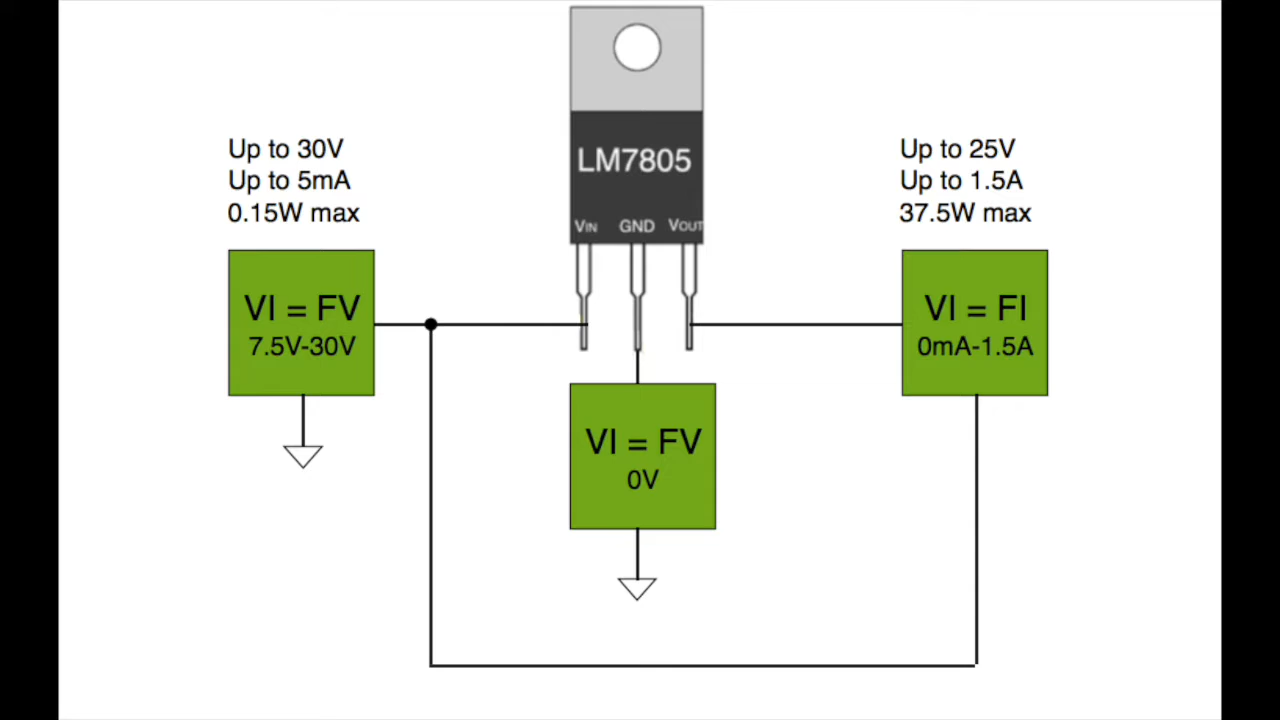 Up to 30V
Up to 5mA
0.15W max
VI = FV
7.5V-30V
LM7805
VIN GND VOUT
VI = FV
0V
Up to 25V
Up to 1.5A
37.5W max
VI = FI
0mA-1.5A